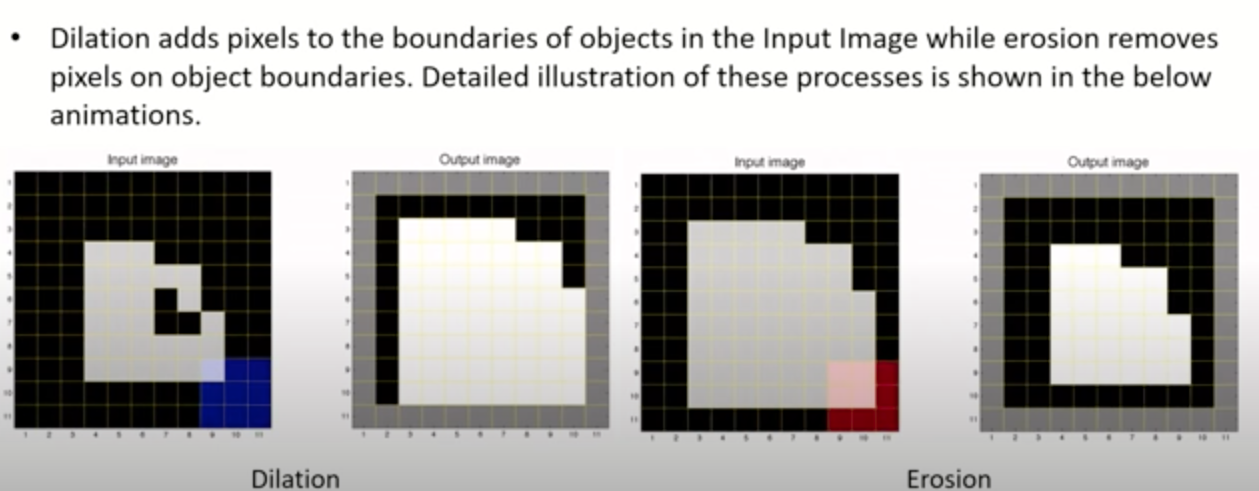 • Dilation adds pixels to the boundaries of objects in the Input Image while erosion removes
pixels on object boundaries. Detailed illustration of these processes is shown in the below
animations.
Input image
Output image
Input image
Output image
1 2 3 4 5 6 7 8 9 10 11
1 2 3 4 5 6 7 8 9 10 11
1 2 3 4 5 6 7 8 9 10 11
1 2 3 4 5 6 7 8 9 10 11
1 2 3 4 5 6 7 8 9 10 11
1 2 3 4 5 6 7 8 9 10 11
1 2 3 4 5 6 7 8 9 10 11
1 2 3 4 5 6 7 8 9 10 11
Dilation
Erosion